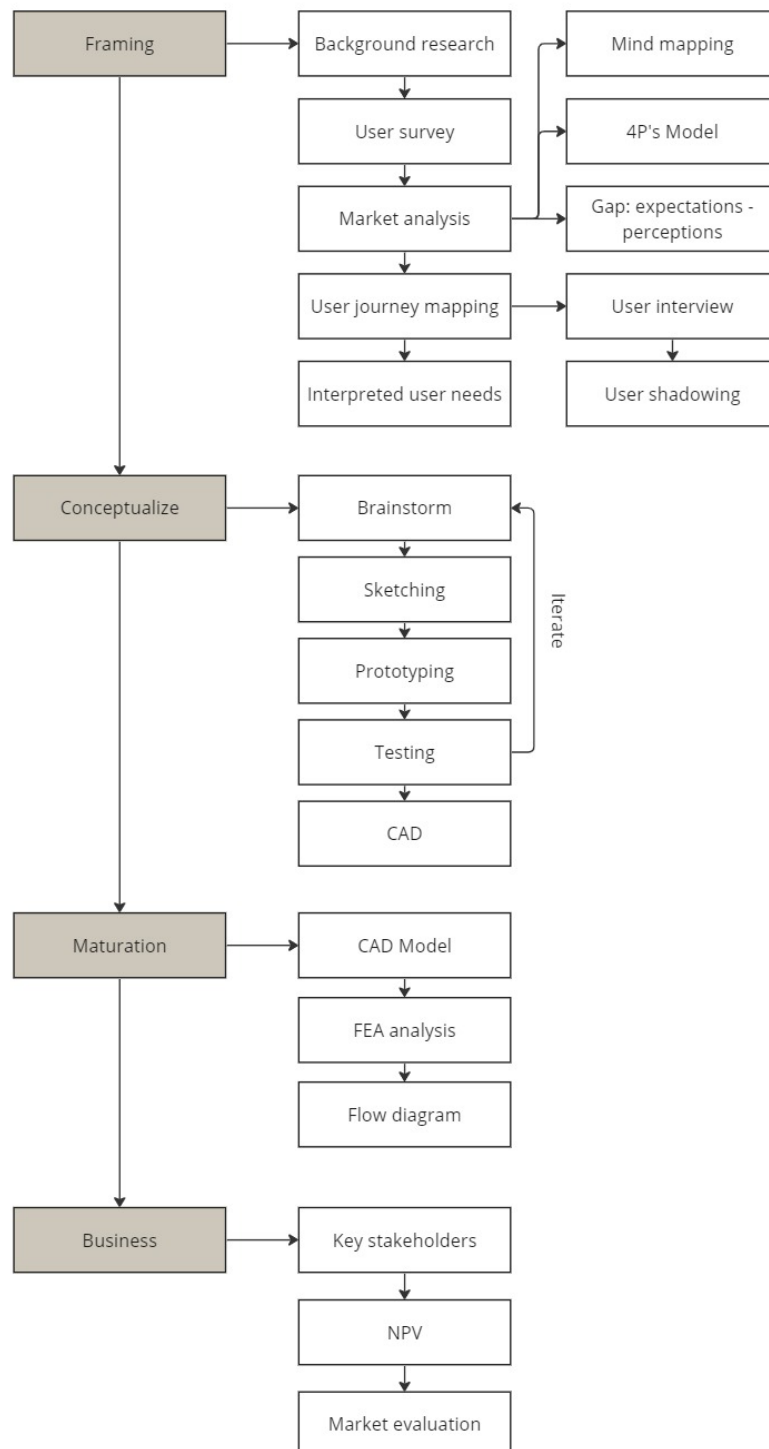 Framing
Background research
Mind mapping
User survey
4P's Model
Market analysis
Gap: expectations -
perceptions
User journey mapping
User interview
Interpreted user needs
User shadowing
Conceptualize
Brainstorm
Sketching
Iterate
Prototyping
Testing
CAD
Maturation
CAD Model
FEA analysis
Flow diagram
Business
Key stakeholders
NPV
Market evaluation